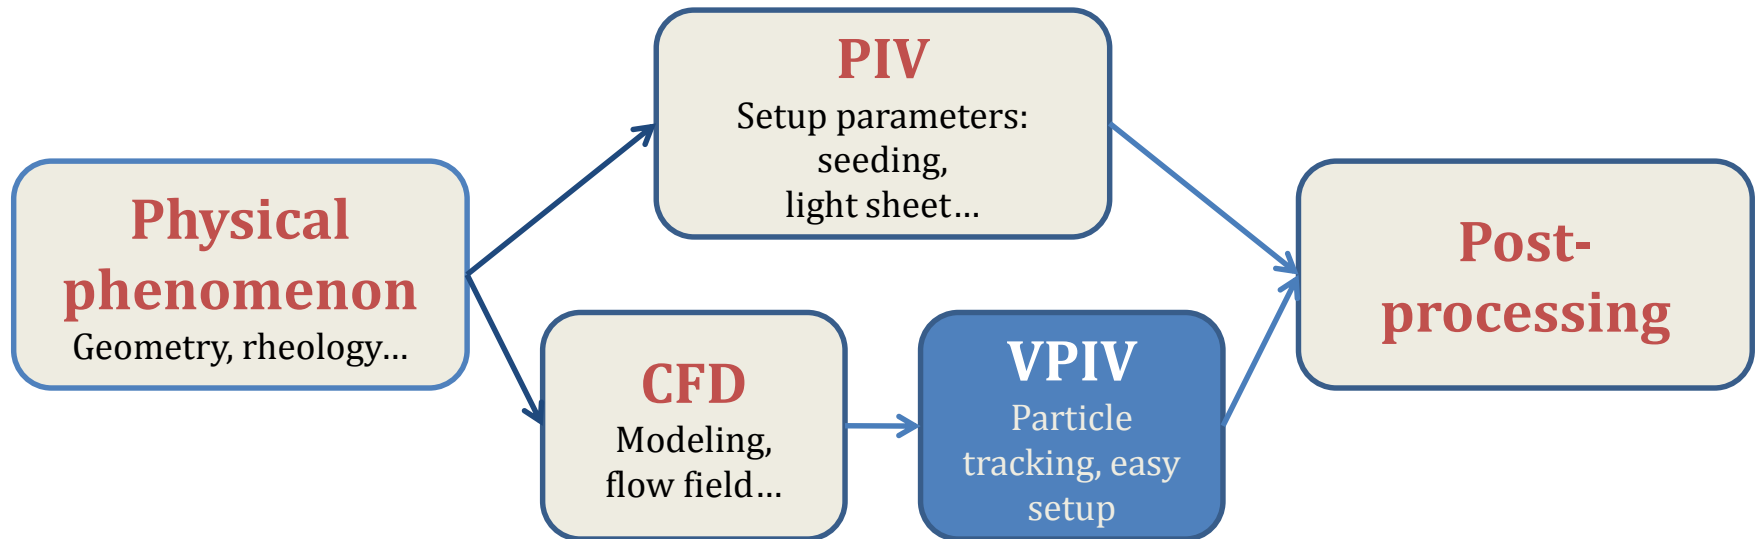 Physical
phenomenon
Geometry, rheology…
PIV
Setup parameters:
seeding,
light sheet…
CFD
Modeling,
flow field…
VPIV
Particle
tracking, easy
setup
Post-
processing